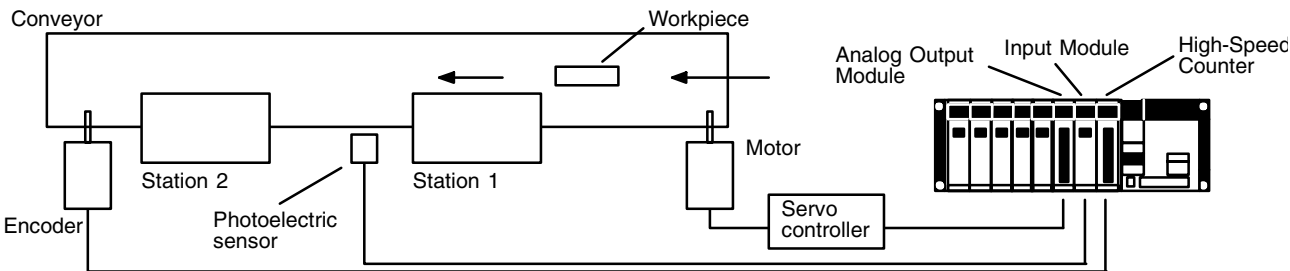 Conveyor
Workpiece
Analog Output
Module
Input Module
High-Speed
Counter
Station 2
Station 1
Motor
Encoder
Photoelectric
sensor
Servo
controller